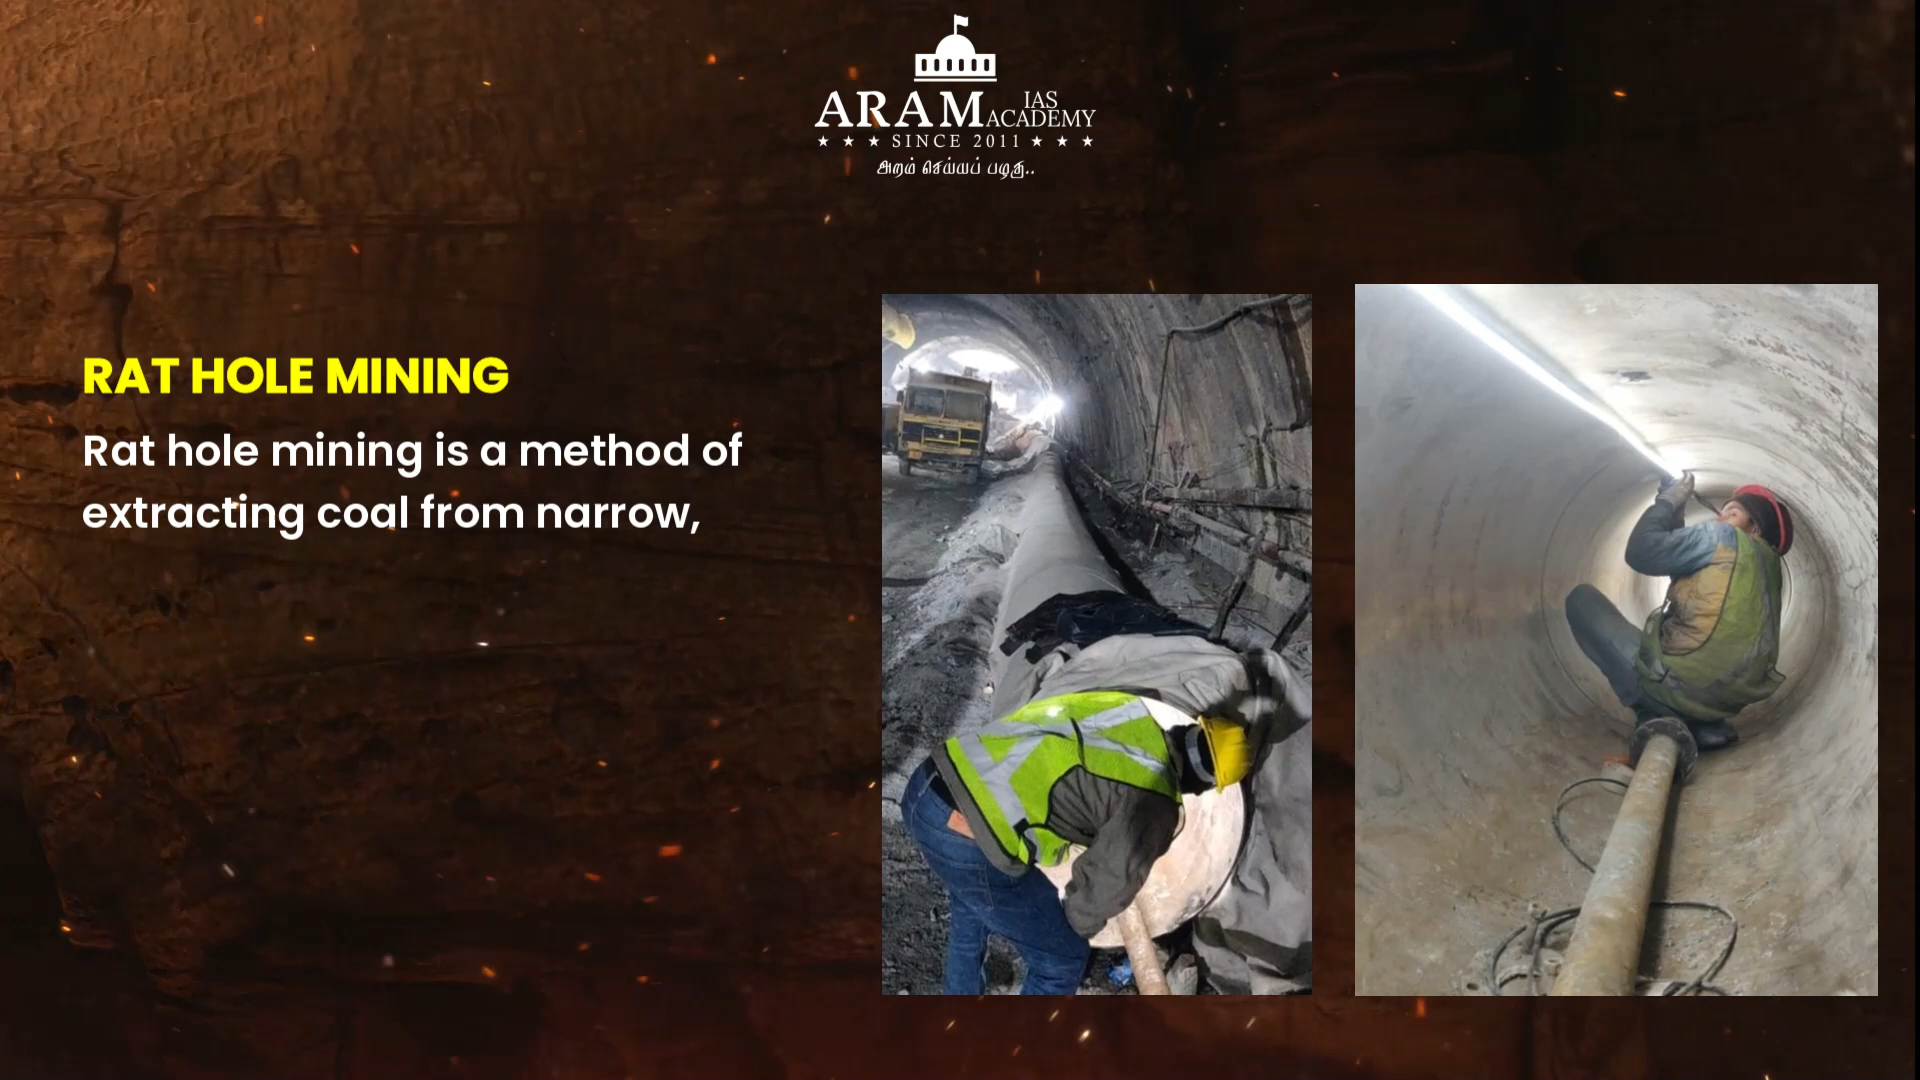 ARAM IAS ACADEMY
★ ★ ★ SINCE 2011 ★ ★ ★
அறம் செய்யப் பழகு..
RAT HOLE MINING
Rat hole mining is a method of
extracting coal from narrow,